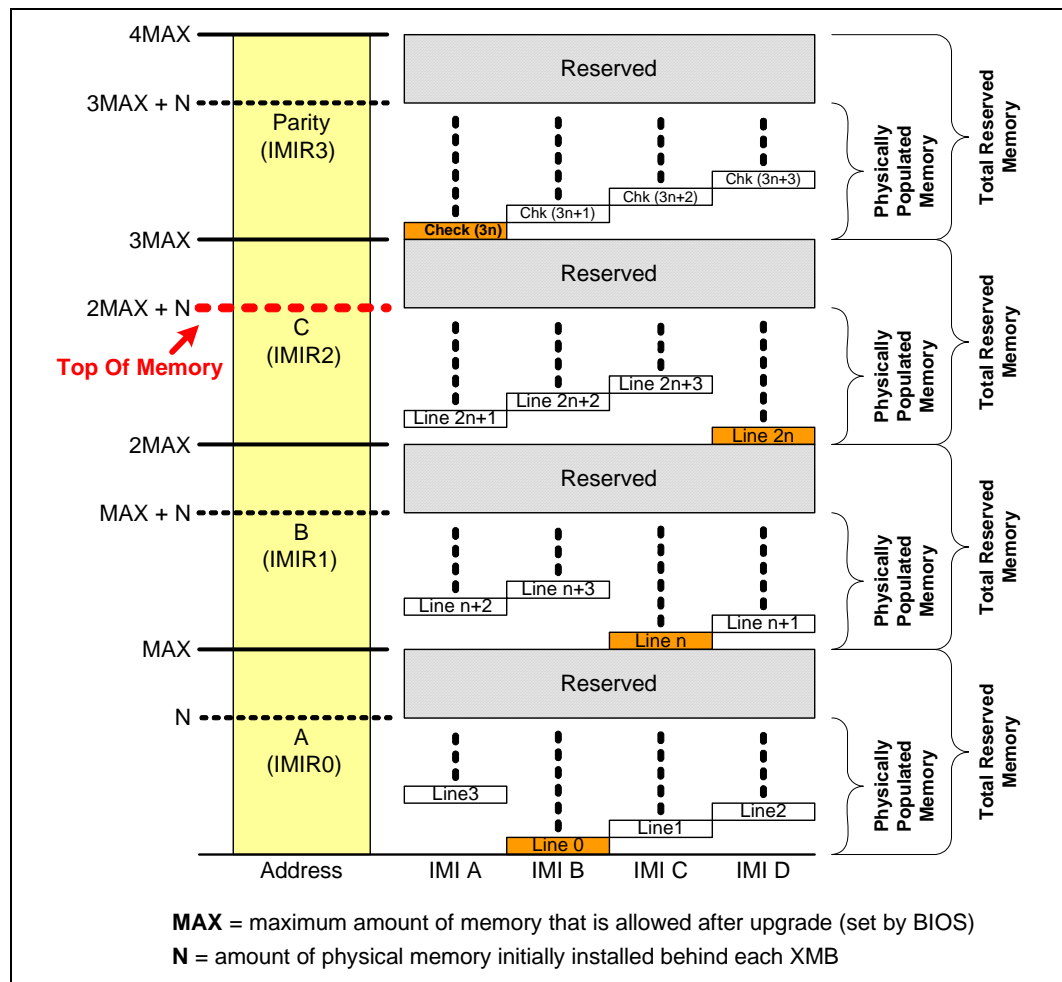 4MAX
Reserved
3MAX + N
Parity
(IMIR3)
Chk (3n+3)
Chk (3n+2)
Chk (3n+1)
Check (3n)
Physically
Populated
Memory
Total Reserved
Memory
3MAX
Reserved
2MAX + N
C
(IMIR2)
Top Of Memory
Line 2n+3
Line 2n+2
Line 2n+1
Line 2n
Physically
Populated
Memory
Total Reserved
Memory
2MAX
Reserved
MAX + N
B
(IMIR1)
Line n+3
Line n+2
Line n+1
Line n
Physically
Populated
Memory
Total Reserved
Memory
MAX
Reserved
N
A
(IMIR0)
Line3
Line2
Line1
Line 0
Physically
Populated
Memory
Total Reserved
Memory
Address
IMI A
IMI B
IMI C
IMI D
MAX = maximum amount of memory that is allowed after upgrade (set by BIOS)
N = amount of physical memory initially installed behind each XMB